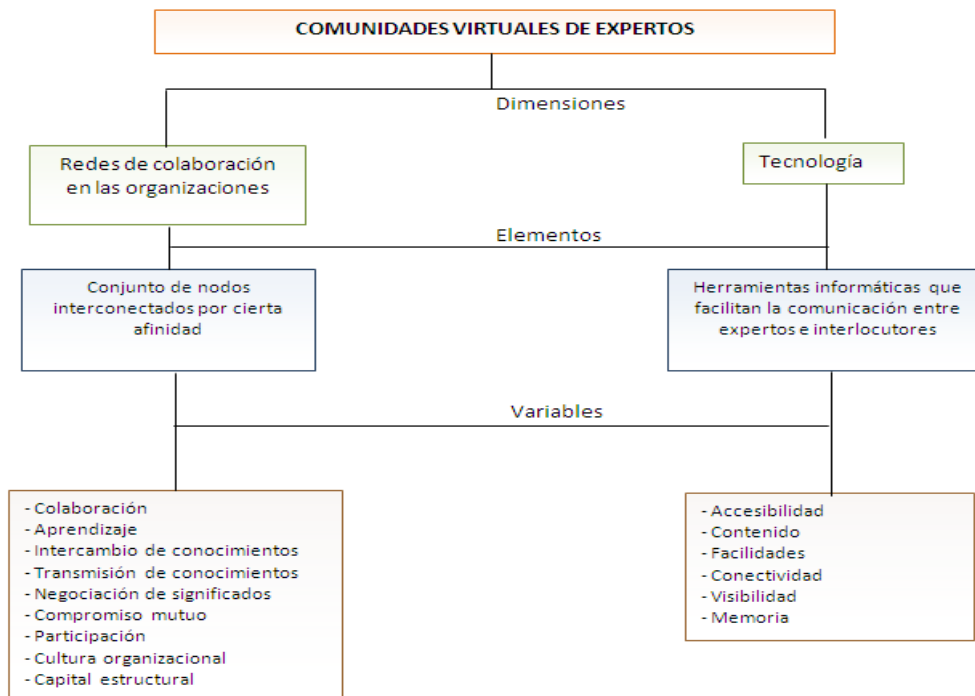 COMUNIDADES VIRTUALES DE EXPERTOS
Dimensiones
Redes de colaboración
en las organizaciones
Tecnología
Elementos
Conjunto de nodos
interconectados por cierta
afinidad
Herramientas informáticas que
facilitan la comunicación entre
expertos e interlocutores
Variables
- Colaboración
- Aprendizaje
- Intercambio de conocimientos
- Transmisión de conocimientos
- Negociación de significados
- Compromiso mutuo
- Participación
- Cultura organizacional
- Capital estructural
- Accesibilidad
- Contenido
- Facilidades
- Conectividad
- Visibilidad
- Memoria